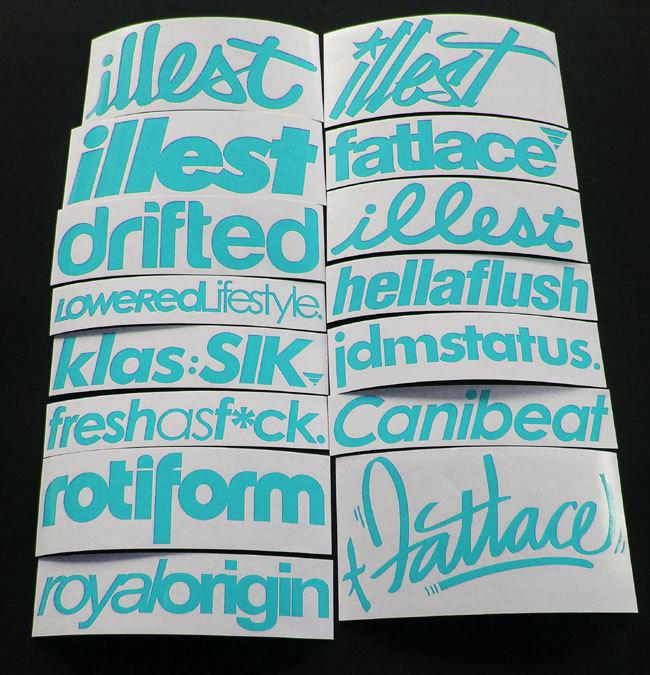 illest
illest
drifted
LOWEREDLifestyle.
klas:SIK
freshasf*ck.
rotiform
royalorigin
illest
fatlace
illest
hellaflush
jdmstatus.
Canibeat
Fatlace